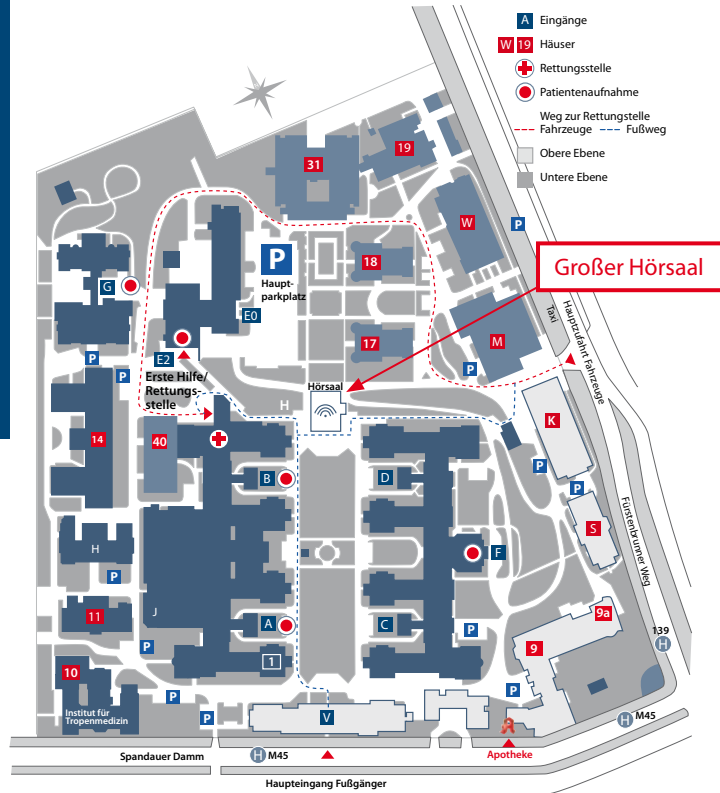 A Eingänge
W 19 Häuser
Rettungsstelle
Patientenaufnahme
Weg zur Rettungstelle
Fahrzeuge Fußweg
Obere Ebene
Untere Ebene
31
19
W
P
18
P
Haupt-
parkplatz
Großer Hörsaal
G
E0
17
M
Taxi
Hauptzufahrt Fahrzeuge
E2
P
P
P
Erste Hilfe/
Rettungs-
stelle
Hörsaal
H
K
14
40
B
D
P
P
S
Fürstenbrunner Weg
H
F
P
J
11
A
C
P
9a
139
H
P
9
1
10
P
P
P
Institut für
Tropenmedizin
V
H
M45
Apotheke
Spandauer Damm
H M45
Haupteingang Fußgänger